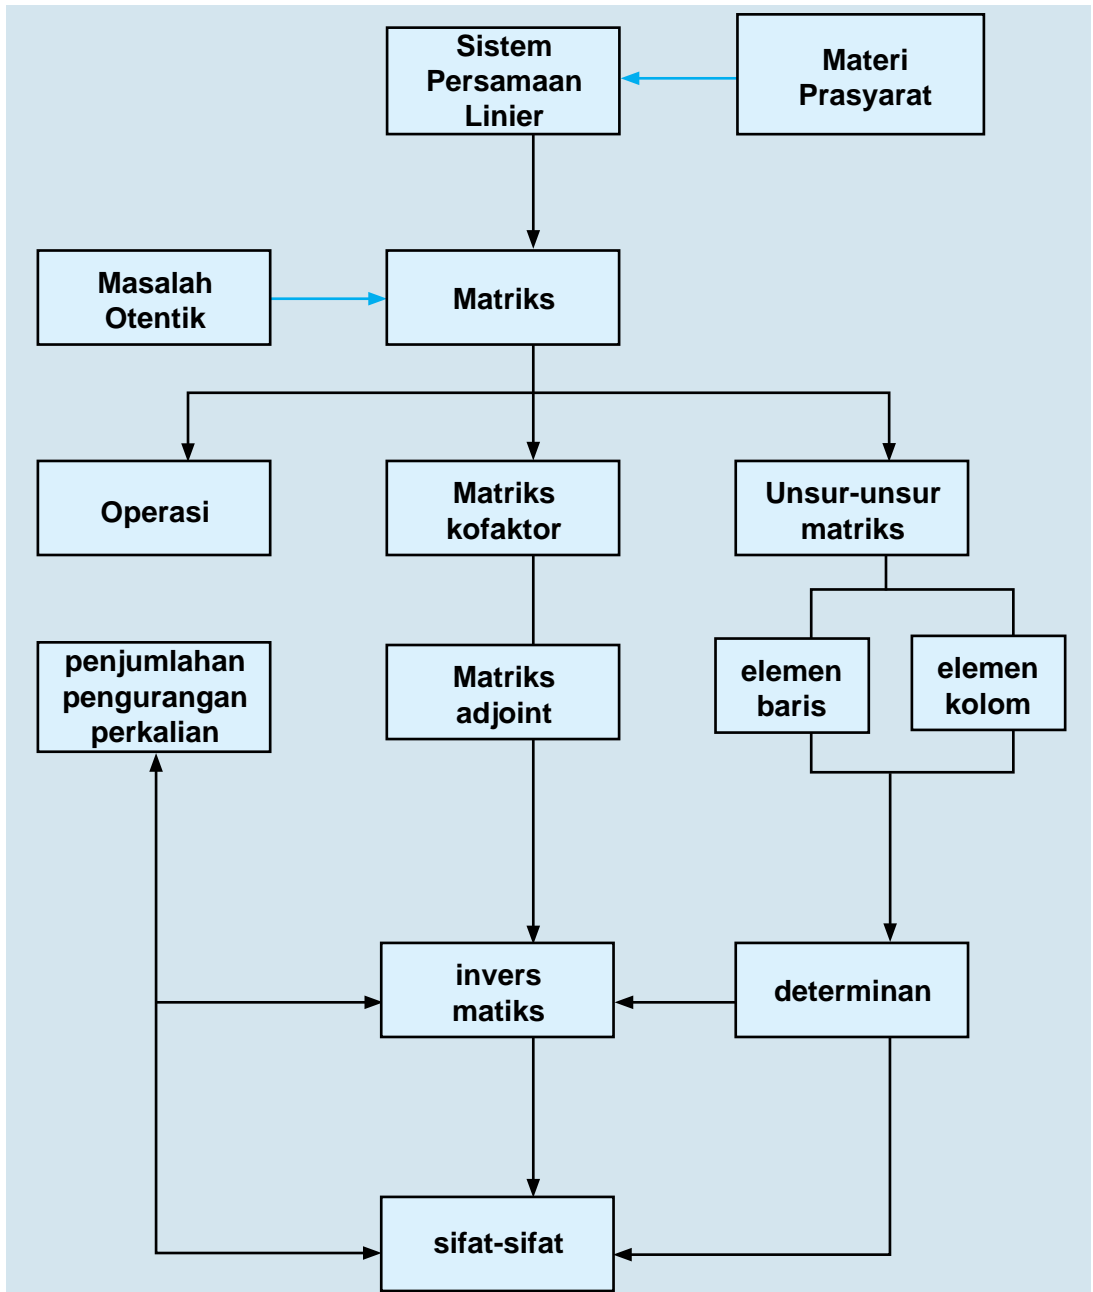 Sistem
Persamaan
Linier
Materi
Prasyarat
Masalah
Otentik
Matriks
Operasi
Matriks
kofaktor
Unsur-unsur
matriks
penjumlahan
pengurangan
perkalian
Matriks
adjoint
elemen
baris
elemen
kolom
invers
matiks
determinan
sifat-sifat